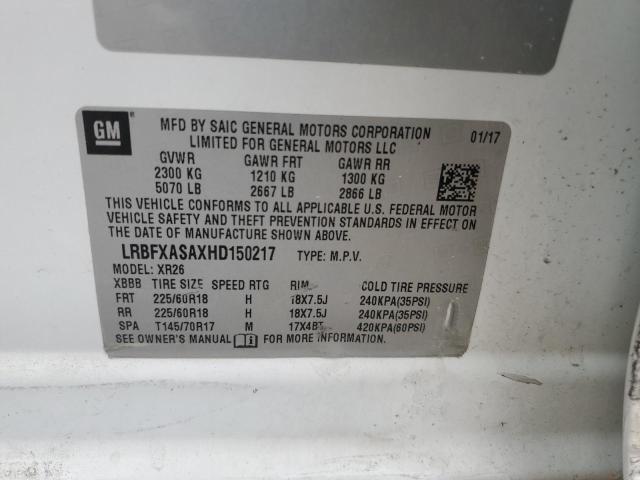 GM
MFD BY SAIC GENERAL MOTORS CORPORATION 01/17
LIMITED FOR GENERAL MOTORS LLC
GVWR GAWR FRT GAWR RR
2300 KG 1210 KG 1300 KG
5070 LB 2667 LB 2866 LB
THIS VEHICLE CONFORMS TO ALL APPLICABLE U.S. FEDERAL MOTOR
VEHICLE SAFETY AND THEFT PREVENTION STANDARDS IN EFFECT ON
THE DATE OF MANUFACTURE SHOWN ABOVE.
LRBFXASAXHD150217 TYPE: M.P.V.
MODEL: XR26
XBBB TIRE SIZE SPEED RTG RIM COLD TIRE PRESSURE
FRT 225/60R18 H 18X7.5J 240KPA(35PSI)
RR 225/60R18 H 18X7.5J 240KPA(35PSI)
SPA T145/70R17 M 17X4BT 420KPA(60PSI)
SEE OWNER'S MANUAL FOR MORE INFORMATION.